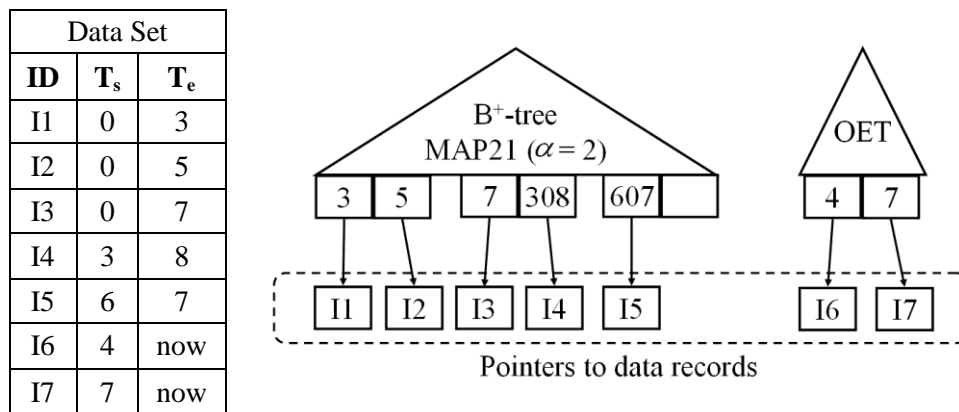 Data Set
ID Ts Te
I1 0 3
I2 0 5
I3 0 7
I4 3 8
I5 6 7
I6 4 now
I7 7 now
B+-tree
MAP21 (α = 2)
3 5 7 308 607
I1 I2 I3 I4 I5
OET
4 7
I6 I7
Pointers to data records